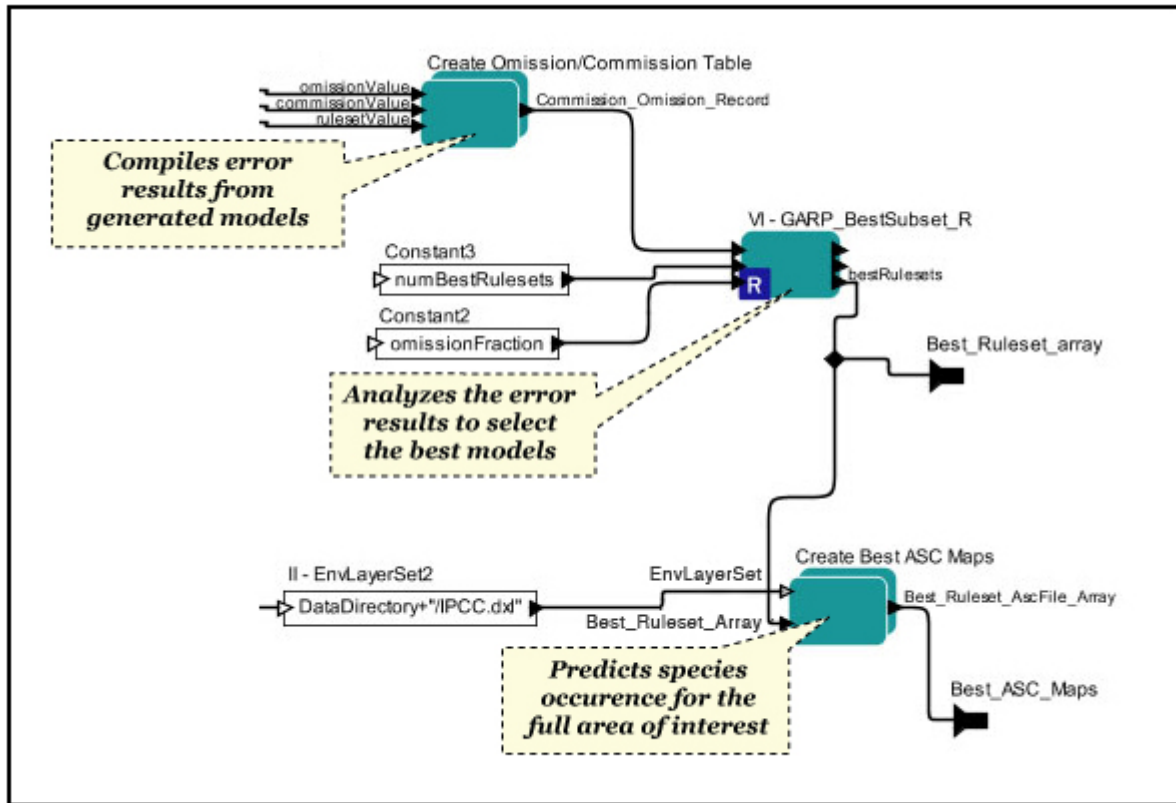 Create Omission/Commission Table
omissionValue
commissionValue
rulesetValue
Commission_Omission_Record
Compiles error
results from
generated models
VI - GARP_BestSubset_R
Constant3
numBestRulesets
R
bestRulesets
Constant2
omissionFraction
Best_Ruleset_array
Analyzes the error
results to select
the best models
Create Best ASC Maps
II - EnvLayerSet2
EnvLayerSet
DataDirectory+"/IPCC.dxl"
Best_Ruleset_AscFile_Array
Best_Ruleset_Array
Predicts species
occurence for the
full area of interest
Best_ASC_Maps